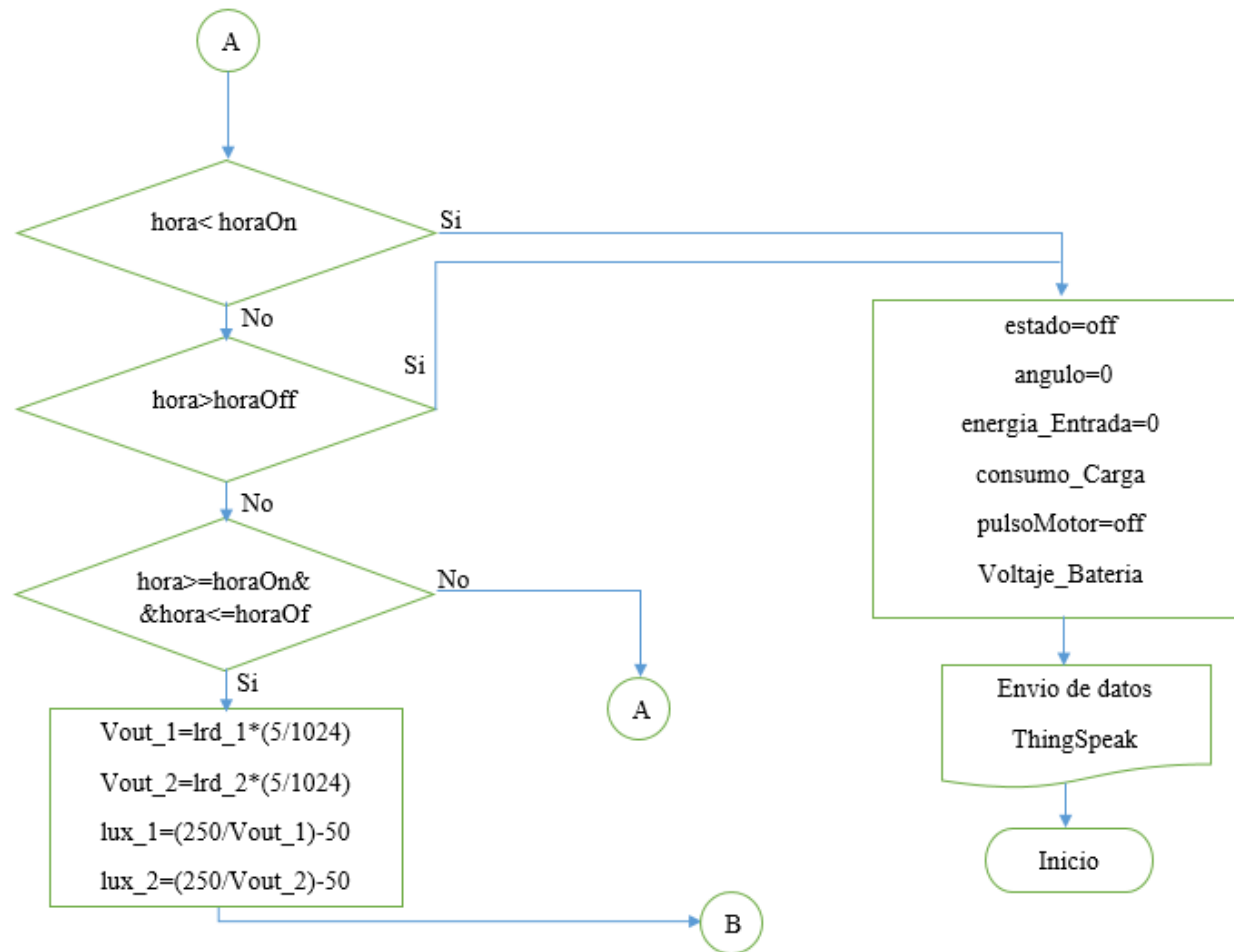 A
hora< horaOn
Si
No
hora>horaOff
Si
No
hora>=horaOn&
&hora<=horaOf
No
Si
A
Vout_1=lrd_1*(5/1024)
Vout_2=lrd_2*(5/1024)
lux_1=(250/Vout_1)-50
lux_2=(250/Vout_2)-50
B
estado=off
angulo=0
energia_Entrada=0
consumo_Carga
pulsoMotor=off
Voltaje_Bateria
Envio de datos
ThingSpeak
Inicio